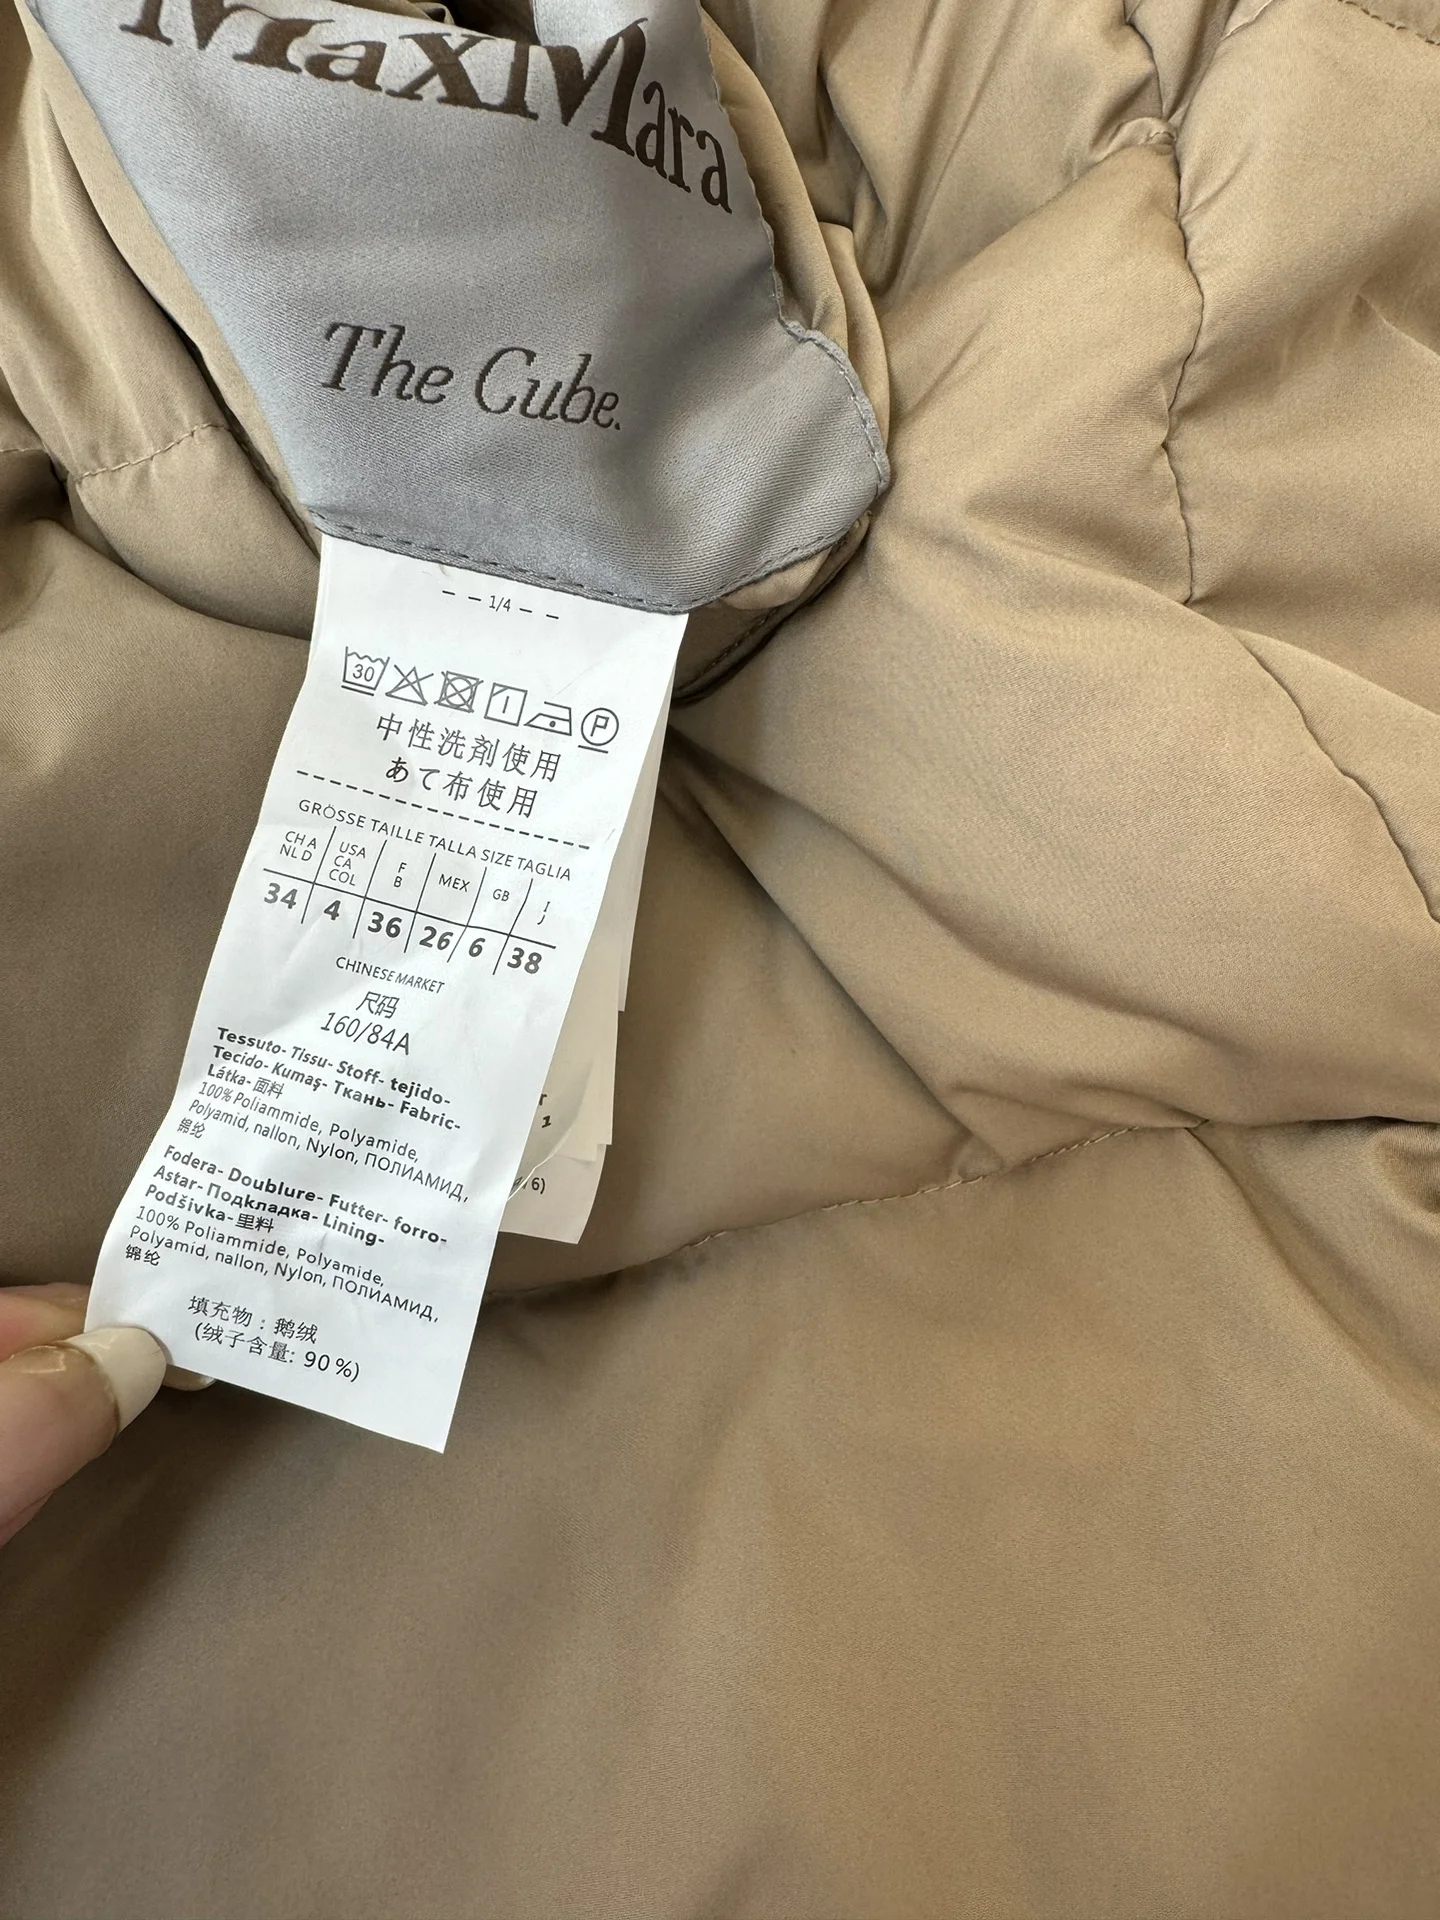 MaxMara
The Cube.
- - 1/4 - -
30 P
中性洗剤使用
あて布使用
GRÖSSE TAILLE TALLA SIZE TAGLIA
CH A NL D USA CA COL F B MEX GB I J
34 4 36 26 6 38
CHINESE MARKET
尺码
160/84A
Tessuto- Tissu- Stoff- tejido-
Tecido- Kumaş- Ткань- Fabric-
Látka- 面料
100% Poliammide, Polyamide,
Polyamid, nallon, Nylon, ПОЛИАМИД,
锦纶
Fodera- Doublure- Futter- forro-
Astar- Подкладка- Lining-
Podšívka- 里料
100% Poliammide, Polyamide,
Polyamid, nallon, Nylon, ПОЛИАМИД,
锦纶
填充物：鹅绒
(绒子含量: 90%)